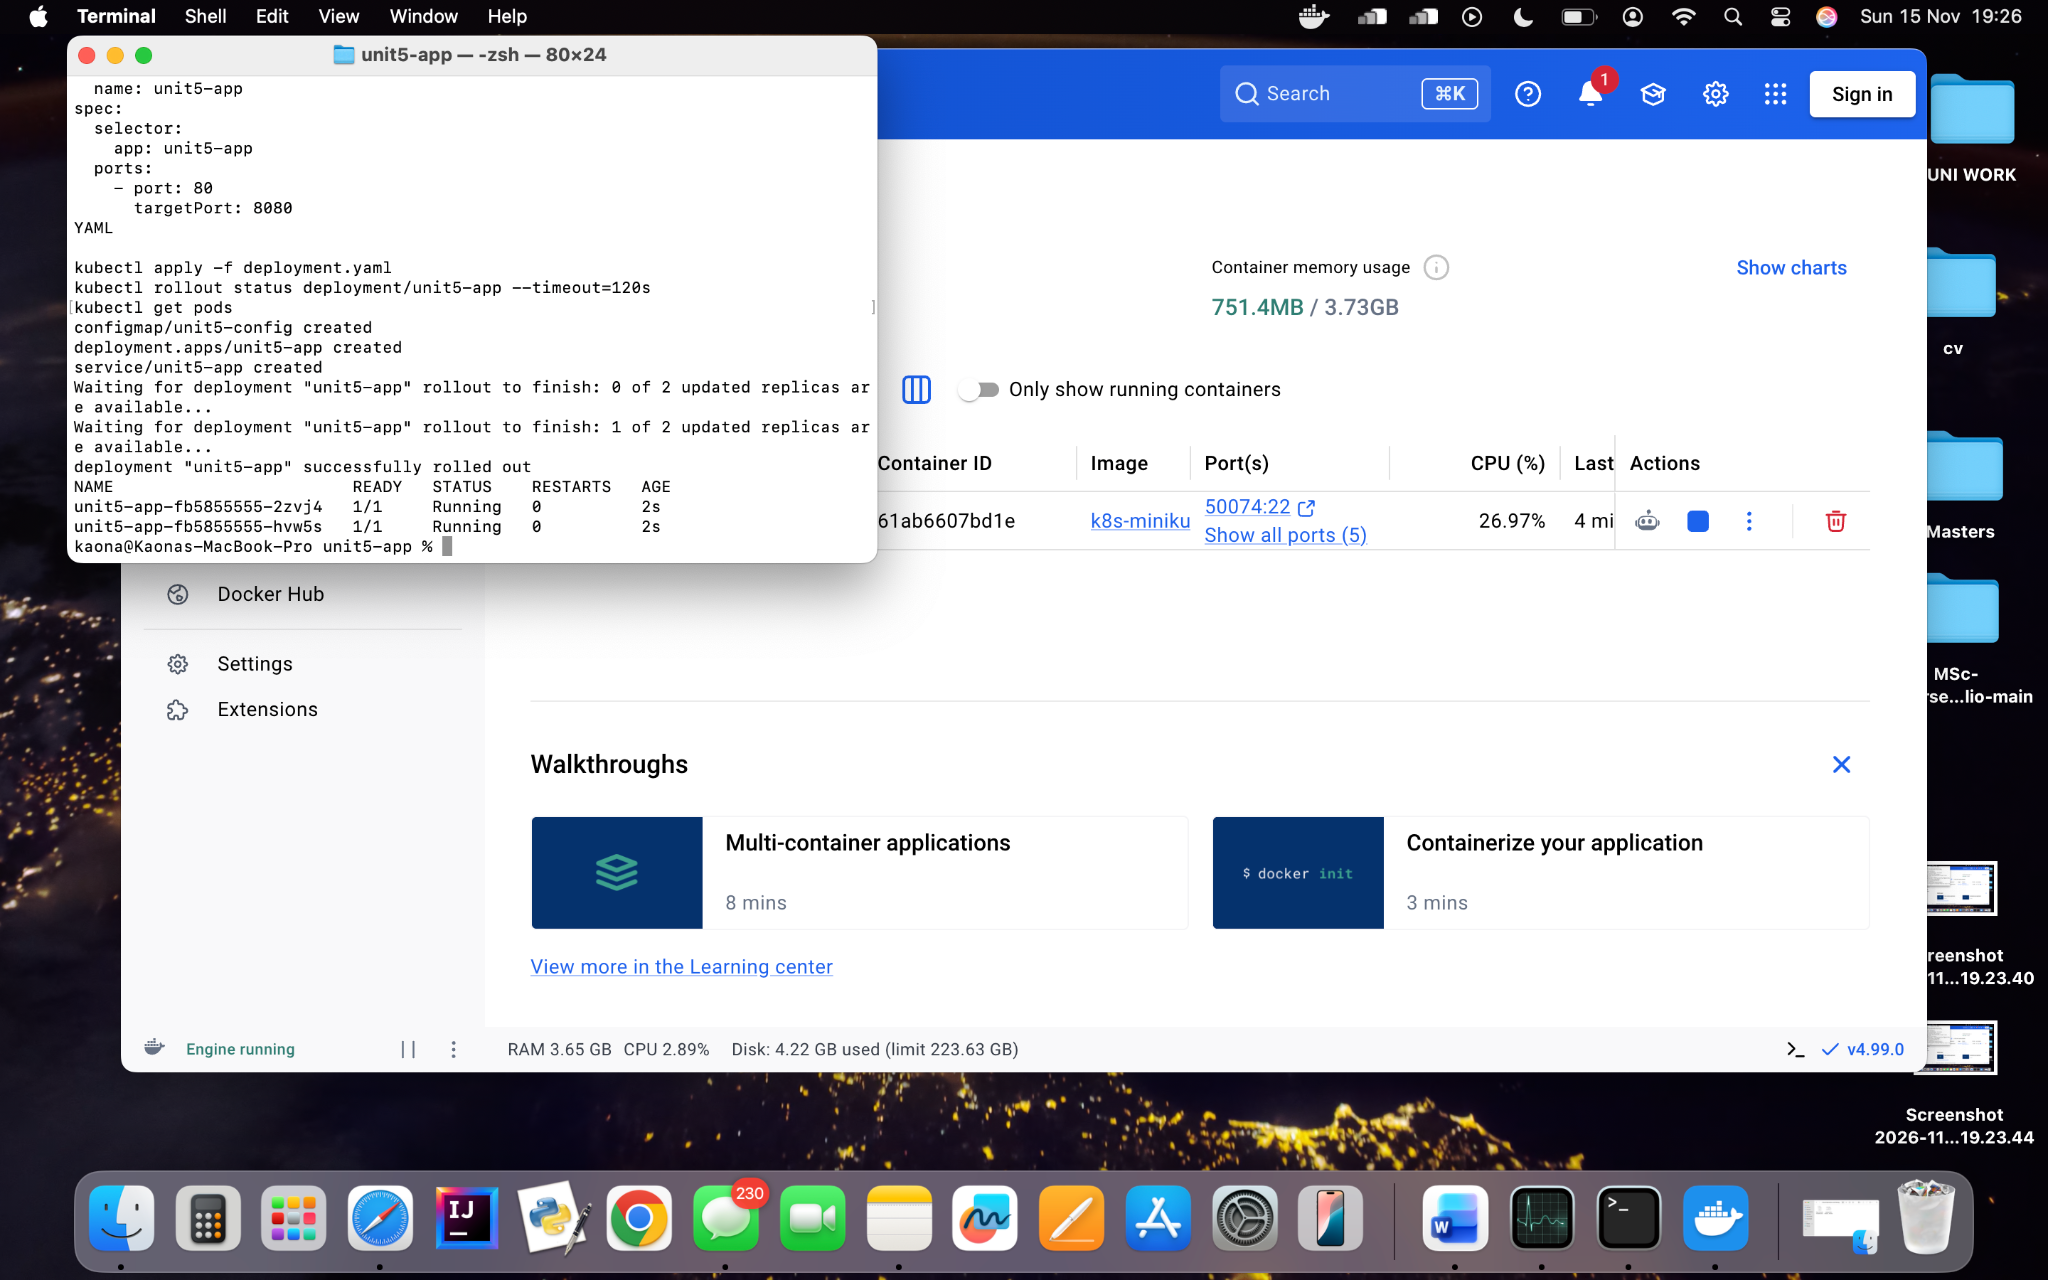 Terminal Shell Edit View Window Help
Sun 15 Nov 19:26
unit5-app — -zsh — 80×24
  name: unit5-app
spec:
  selector:
    app: unit5-app
  ports:
    - port: 80
      targetPort: 8080
YAML
kubectl apply -f deployment.yaml
kubectl rollout status deployment/unit5-app --timeout=120s
[kubectl get pods ]
configmap/unit5-config created
deployment.apps/unit5-app created
service/unit5-app created
Waiting for deployment "unit5-app" rollout to finish: 0 of 2 updated replicas ar
e available...
Waiting for deployment "unit5-app" rollout to finish: 1 of 2 updated replicas ar
e available...
deployment "unit5-app" successfully rolled out
NAME READY STATUS RESTARTS AGE
unit5-app-fb5855555-2zvj4 1/1 Running 0 2s
unit5-app-fb5855555-hvw5s 1/1 Running 0 2s
kaona@Kaonas-MacBook-Pro unit5-app %
Search ⌘K
1
Sign in
Container memory usage
Show charts
751.4MB / 3.73GB
Only show running containers
Container ID Image Port(s) CPU (%) Last Actions
61ab6607bd1e k8s-miniku 50074:22 26.97% 4 mi
Show all ports (5)
Docker Hub
Settings
Extensions
Walkthroughs
Multi-container applications
8 mins
$ docker init
Containerize your application
3 mins
View more in the Learning center
Engine running
RAM 3.65 GB CPU 2.89% Disk: 4.22 GB used (limit 223.63 GB)
v4.99.0
UNI WORK
cv
Masters
MSc-
rse...lio-main
reenshot
11...19.23.40
Screenshot
2026-11...19.23.44
IJ
230
W
>_